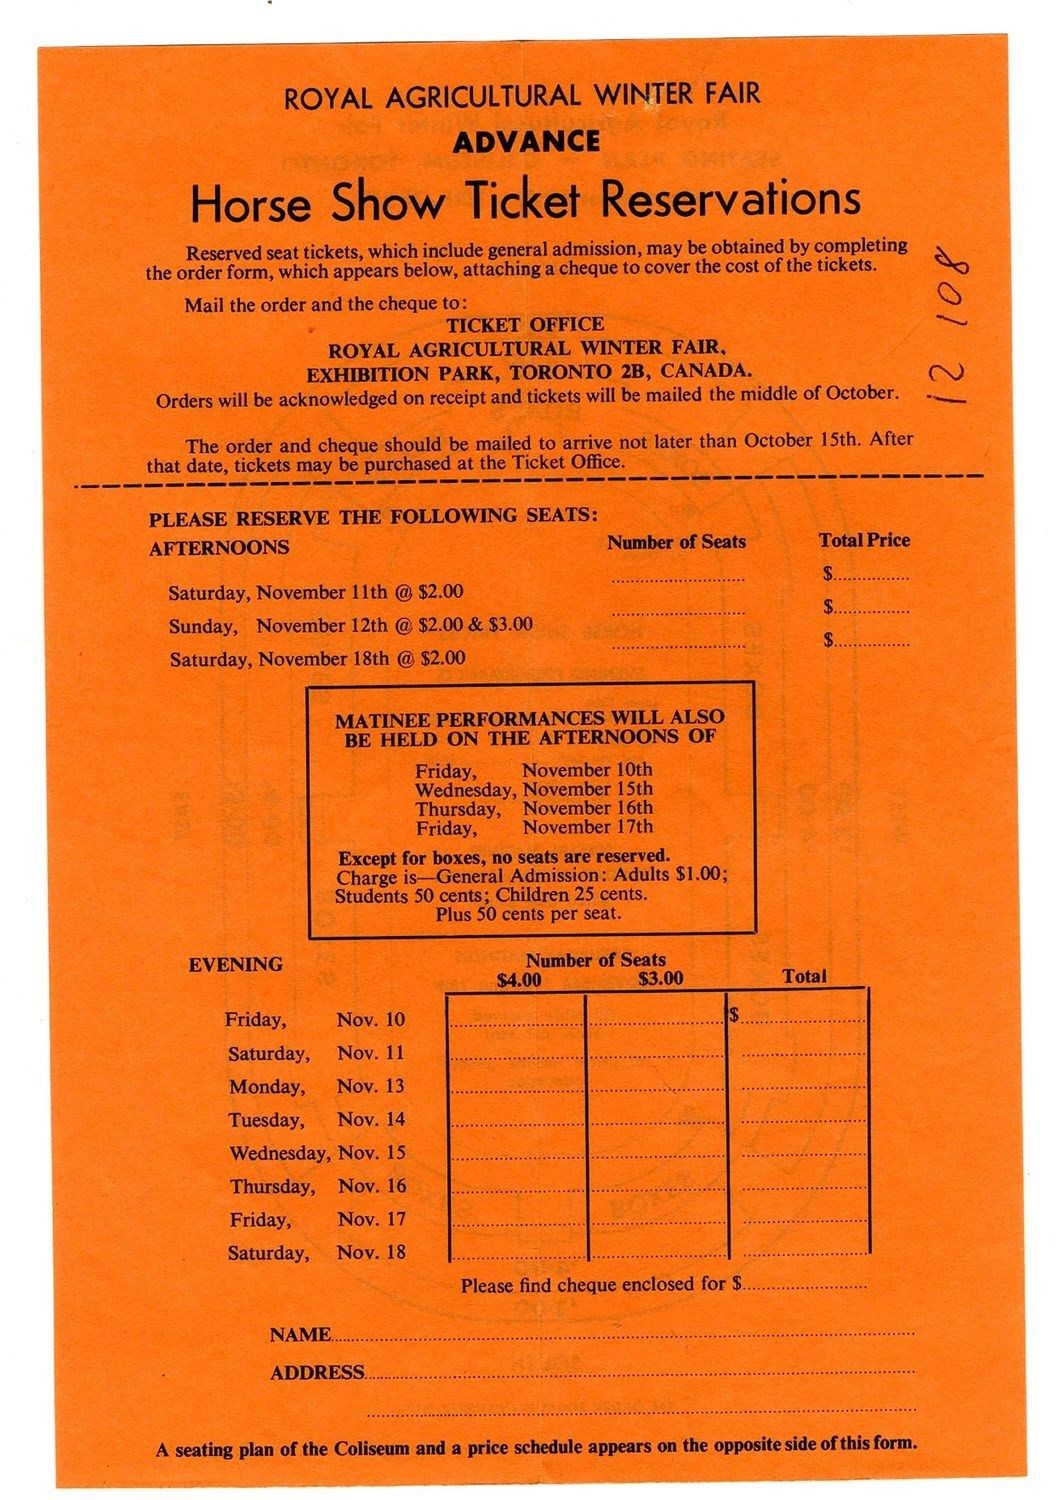 ROYAL AGRICULTURAL WINTER FAIR
ADVANCE
Horse Show Ticket Reservations
Reserved seat tickets, which include general admission, may be obtained by completing
the order form, which appears below, attaching a cheque to cover the cost of the tickets.
Mail the order and the cheque to:
TICKET OFFICE
ROYAL AGRICULTURAL WINTER FAIR,
EXHIBITION PARK, TORONTO 2B, CANADA.
Orders will be acknowledged on receipt and tickets will be mailed the middle of October.
12 108
The order and cheque should be mailed to arrive not later than October 15th. After
that date, tickets may be purchased at the Ticket Office.
PLEASE RESERVE THE FOLLOWING SEATS:
AFTERNOONS Number of Seats Total Price
Saturday, November 11th @ $2.00 $
Sunday, November 12th @ $2.00 & $3.00 $
Saturday, November 18th @ $2.00 $
MATINEE PERFORMANCES WILL ALSO
BE HELD ON THE AFTERNOONS OF
Friday, November 10th
Wednesday, November 15th
Thursday, November 16th
Friday, November 17th
Except for boxes, no seats are reserved.
Charge is—General Admission: Adults $1.00;
Students 50 cents; Children 25 cents.
Plus 50 cents per seat.
EVENING Number of Seats
$4.00 $3.00 Total
Friday, Nov. 10 $
Saturday, Nov. 11
Monday, Nov. 13
Tuesday, Nov. 14
Wednesday, Nov. 15
Thursday, Nov. 16
Friday, Nov. 17
Saturday, Nov. 18
Please find cheque enclosed for $
NAME
ADDRESS
A seating plan of the Coliseum and a price schedule appears on the opposite side of this form.